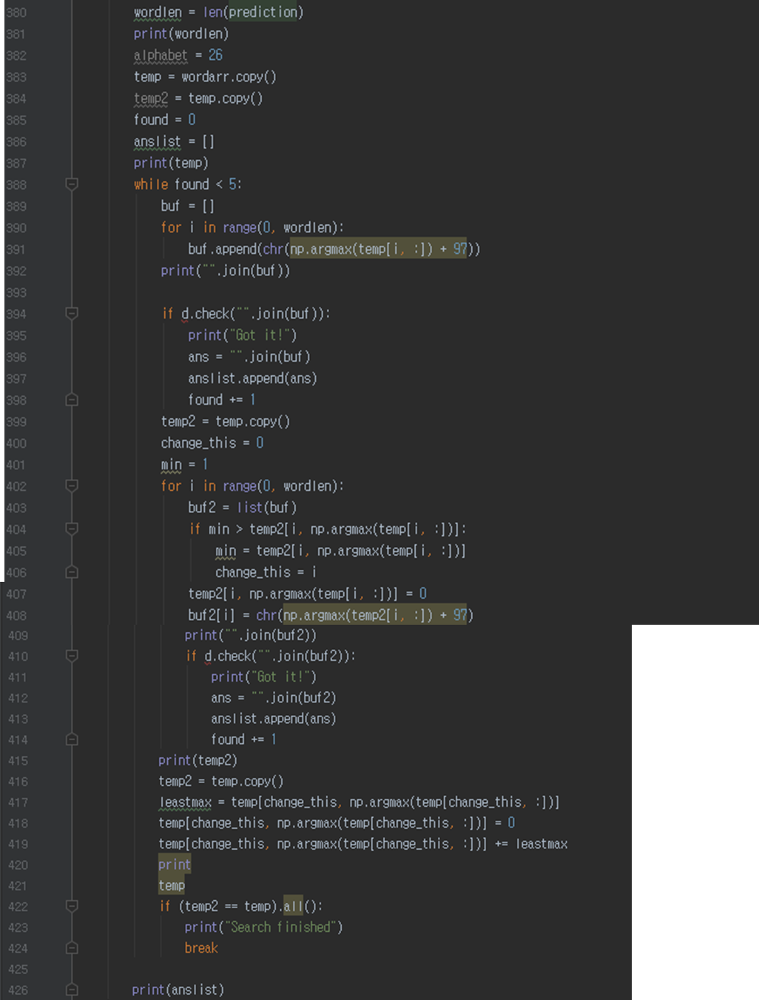 380 wordlen = len(prediction)
381 print(wordlen)
382 alphabet = 26
383 temp = wordarr.copy()
384 temp2 = temp.copy()
385 found = 0
386 anslist = []
387 print(temp)
388 while found < 5:
389 buf = []
390 for i in range(0, wordlen):
391 buf.append(chr(np.argmax(temp[i, :]) + 97))
392 print("".join(buf))
393
394 if d.check("".join(buf)):
395 print("Got it!")
396 ans = "".join(buf)
397 anslist.append(ans)
398 found += 1
399 temp2 = temp.copy()
400 change_this = 0
401 min = 1
402 for i in range(0, wordlen):
403 buf2 = list(buf)
404 if min > temp2[i, np.argmax(temp[i, :])]:
405 min = temp2[i, np.argmax(temp[i, :])]
406 change_this = i
407 temp2[i, np.argmax(temp[i, :])] = 0
408 buf2[i] = chr(np.argmax(temp2[i, :]) + 97)
409 print("".join(buf2))
410 if d.check("".join(buf2)):
411 print("Got it!")
412 ans = "".join(buf2)
413 anslist.append(ans)
414 found += 1
415 print(temp2)
416 temp2 = temp.copy()
417 leastmax = temp[change_this, np.argmax(temp[change_this, :])]
418 temp[change_this, np.argmax(temp[change_this, :])] = 0
419 temp[change_this, np.argmax(temp[change_this, :])] += leastmax
420 print
421 temp
422 if (temp2 == temp).all():
423 print("Search finished")
424 break
425
426 print(anslist)